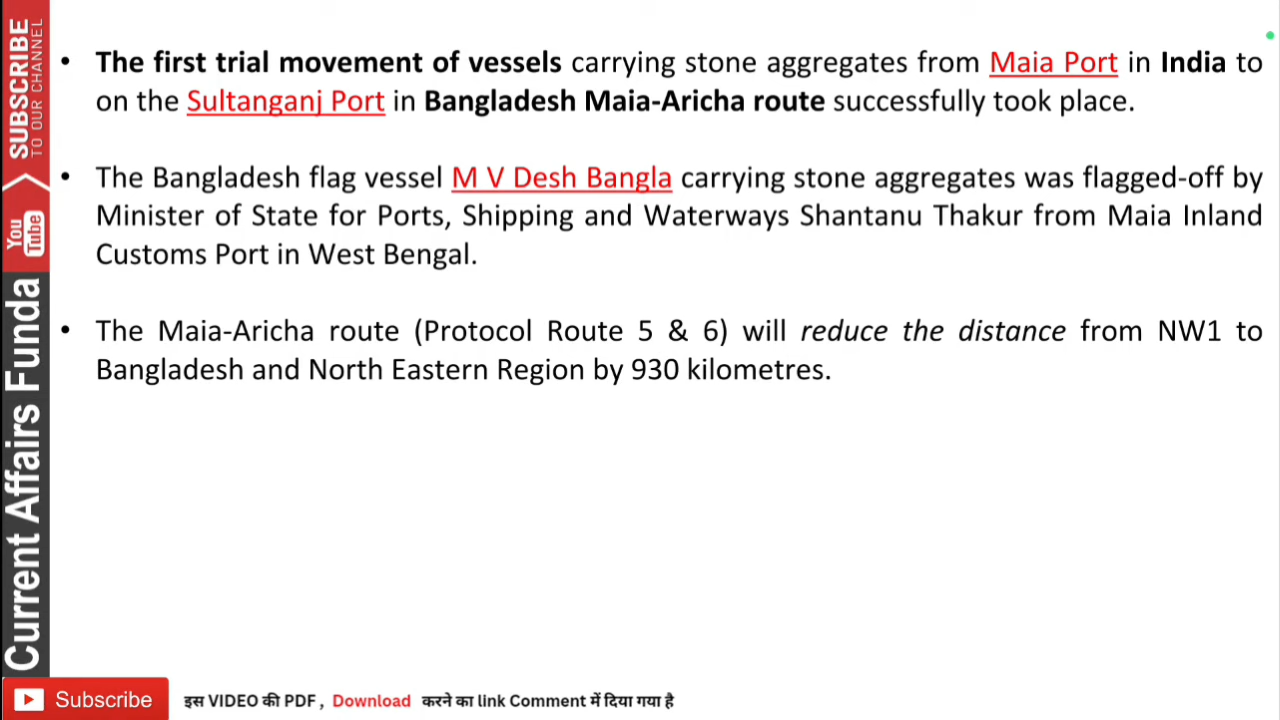 • The first trial movement of vessels carrying stone aggregates from Maia Port in India to
on the Sultanganj Port in Bangladesh Maia-Aricha route successfully took place.
• The Bangladesh flag vessel M V Desh Bangla carrying stone aggregates was flagged-off by
Minister of State for Ports, Shipping and Waterways Shantanu Thakur from Maia Inland
Customs Port in West Bengal.
• The Maia-Aricha route (Protocol Route 5 & 6) will reduce the distance from NW1 to
Bangladesh and North Eastern Region by 930 kilometres.
SUBSCRIBE
TO OUR CHANNEL
You
Tube
Current Affairs Funda
Subscribe
इस VIDEO की PDF , Download करने का link Comment में दिया गया है